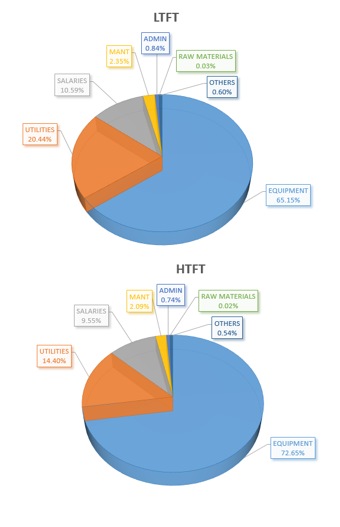 LTFT
ADMIN
0.84%
MANT
2.35%
RAW MATERIALS
0.03%
SALARIES
10.59%
OTHERS
0.60%
UTILITIES
20.44%
EQUIPMENT
65.15%
HTFT
ADMIN
0.74%
MANT
2.09%
RAW MATERIALS
0.02%
SALARIES
9.55%
OTHERS
0.54%
UTILITIES
14.40%
EQUIPMENT
72.65%